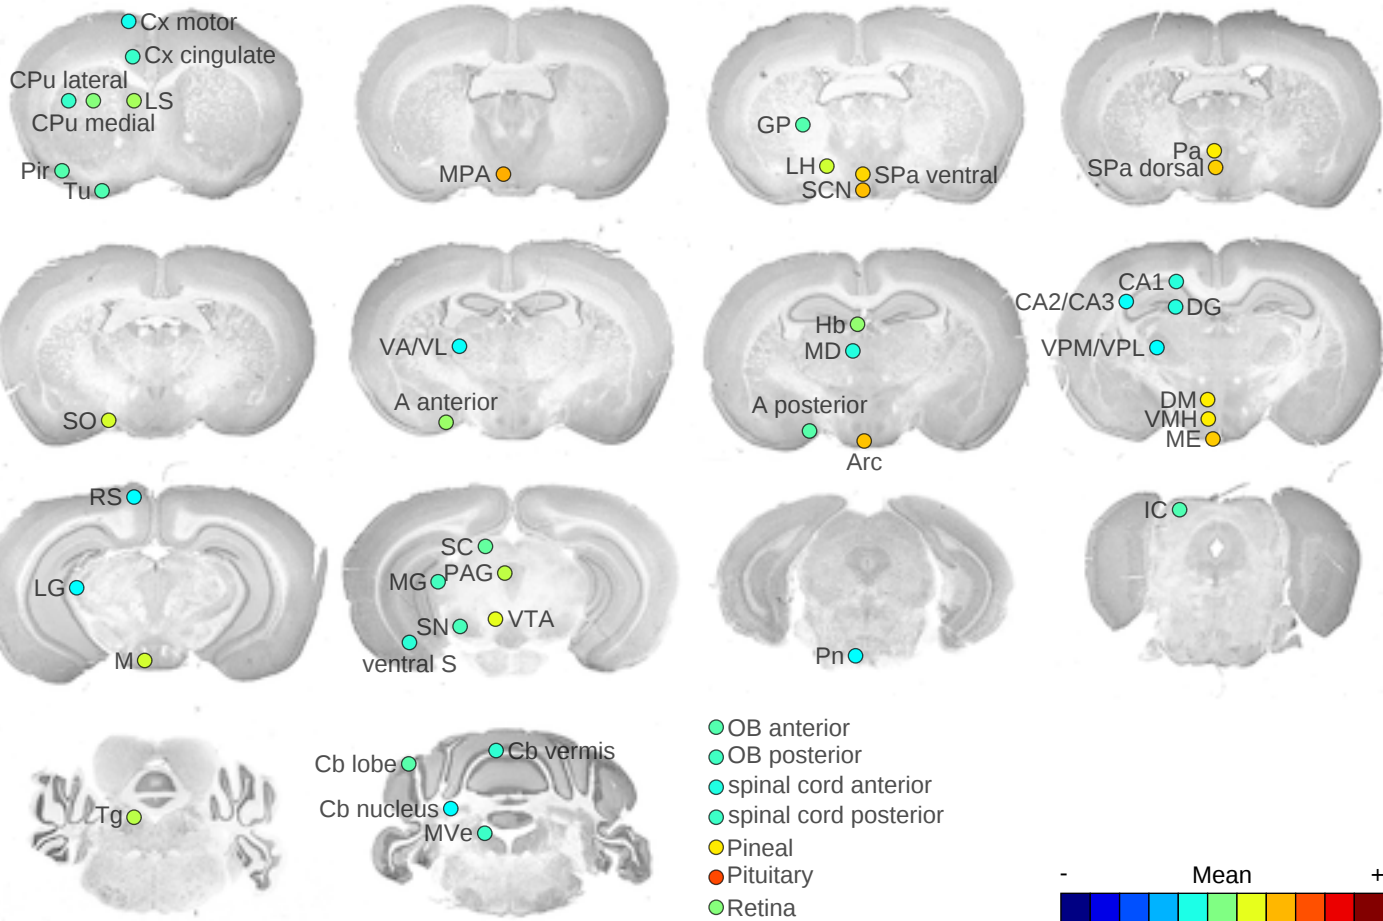 Cx motor
Cx cingulate
CPu lateral
LS
CPu medial
Pir
Tu
MPA
GP
LH
SPa ventral
SCN
Pa
SPa dorsal
SO
VA/VL
A anterior
Hb
MD
A posterior
Arc
CA1
CA2/CA3
DG
VPM/VPL
DM
VMH
ME
RS
LG
M
SC
MG
PAG
SN
VTA
ventral S
Pn
IC
Tg
Cb lobe
Cb vermis
Cb nucleus
MVe
OB anterior
OB posterior
spinal cord anterior
spinal cord posterior
Pineal
Pituitary
Retina
- Mean +